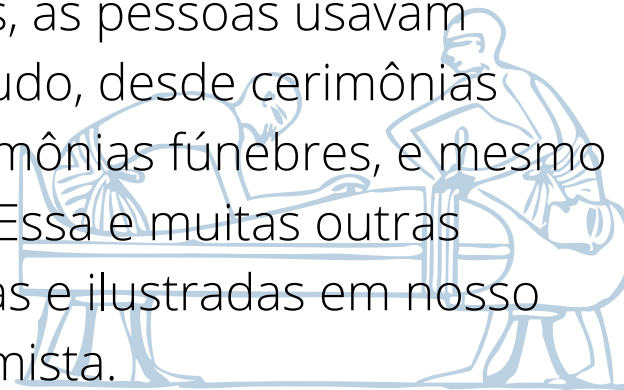 s, as pessoas usavam
udo, desde cerimônias
mônias fúnebres, e mesmo
Essa e muitas outras
as e ilustradas em nosso
mista.